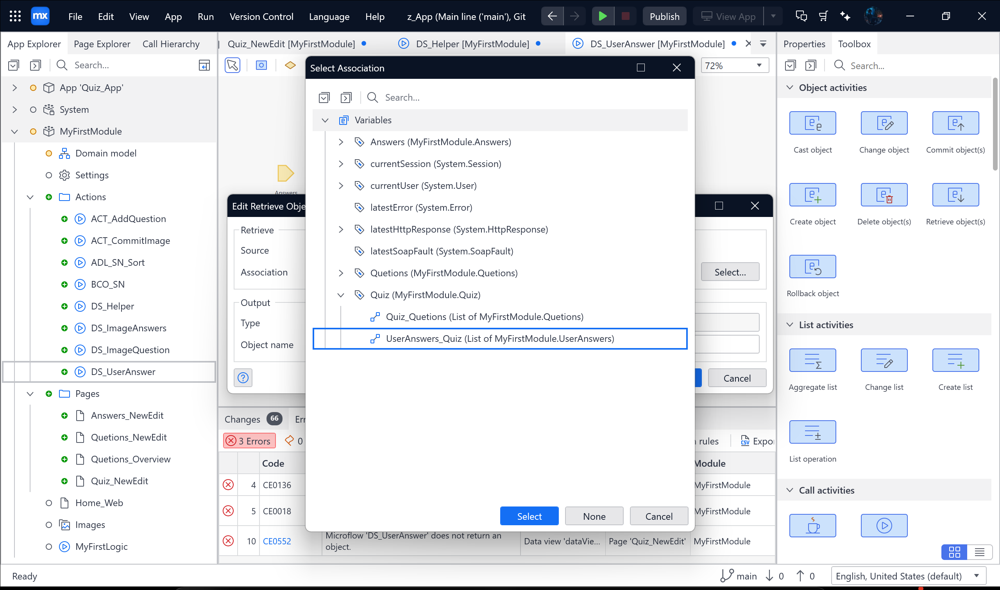 mx File Edit View App Run Version Control Language Help z_App (Main line ('main'), Git Publish View App
App Explorer Page Explorer Call Hierarchy
Search...
App 'Quiz_App'
System
MyFirstModule
Domain model
Settings
Actions
ACT_AddQuestion
ACT_CommitImage
ADL_SN_Sort
BCO_SN
DS_Helper
DS_ImageAnswers
DS_ImageQuestion
DS_UserAnswer
Pages
Answers_NewEdit
Quetions_NewEdit
Quetions_Overview
Quiz_NewEdit
Home_Web
Images
MyFirstLogic
Quiz_NewEdit [MyFirstModule] DS_Helper [MyFirstModule] DS_UserAnswer [MyFirstModule]
72%
Answers
Edit Retrieve Obje
Retrieve
Source
Association
Select...
Output
Type
Object name
Cancel
Select Association
Search...
Variables
Answers (MyFirstModule.Answers)
currentSession (System.Session)
currentUser (System.User)
latestError (System.Error)
latestHttpResponse (System.HttpResponse)
latestSoapFault (System.SoapFault)
Quetions (MyFirstModule.Quetions)
Quiz (MyFirstModule.Quiz)
Quiz_Quetions (List of MyFirstModule.Quetions)
UserAnswers_Quiz (List of MyFirstModule.UserAnswers)
Select None Cancel
Changes 66 Err
3 Errors 0 rules Expo
Code Module
4 CE0136 MyFirstModule
5 CE0018 MyFirstModule
10 CE0552 Microflow 'DS_UserAnswer' does not return an
object. Data view 'dataVie... Page 'Quiz_NewEdit' MyFirstModule
Properties Toolbox
Search...
Object activities
Cast object Change object Commit object(s)
Create object Delete object(s) Retrieve object(s)
Rollback object
List activities
Aggregate list Change list Create list
List operation
Call activities
Ready main 0 0 English, United States (default)